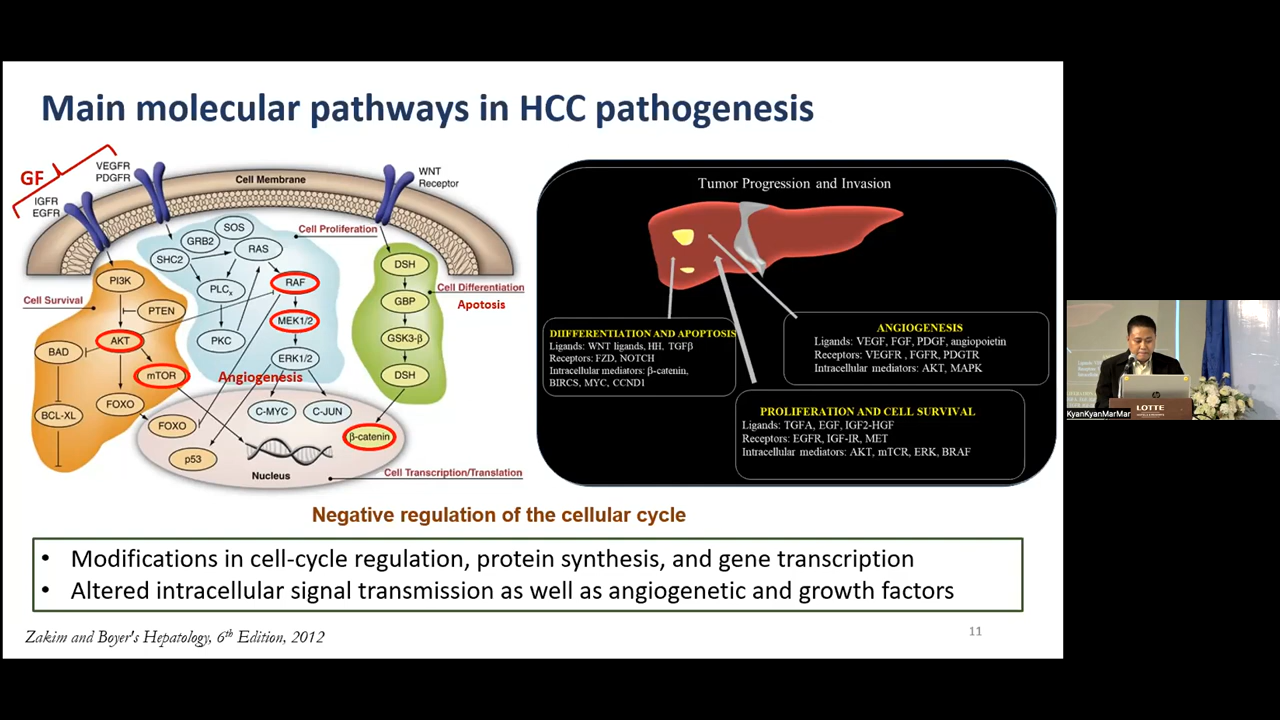 Main molecular pathways in HCC pathogenesis
GF
VEGFR
PDGFR
IGFR
EGFR
Cell Membrane
WNT
Receptor
SOS
GRB2
RAS
SHC2
Cell Proliferation
PI3K
PLCx
RAF
DSH
Cell Survival
PTEN
MEK1/2
GBP
Cell Differentiation
Apotosis
AKT
PKC
ERK1/2
GSK3-β
BAD
mTOR
Angiogenesis
DSH
BCL-XL
FOXO
FOXO
C-MYC
C-JUN
β-catenin
p53
Nucleus
Cell Transcription/Translation
Tumor Progression and Invasion
DIIFFERENTIATION AND APOPTOSIS
Ligands: WNT ligands, HH, TGFβ
Receptors: FZD, NOTCH
Intracellular mediators: β-catenin,
BIRCS, MYC, CCND1
ANGIOGENESIS
Ligands: VEGF, FGF, PDGF, angiopoietin
Receptors: VEGFR , FGFR, PDGTR
Intracellular mediators: AKT, MAPK
PROLIFERATION AND CELL SURVIVAL
Ligands: TGFA, EGF, IGF2-HGF
Receptors: EGFR, IGF-IR, MET
Intracellular mediators: AKT, mTCR, ERK, BRAF
Negative regulation of the cellular cycle
• Modifications in cell-cycle regulation, protein synthesis, and gene transcription
• Altered intracellular signal transmission as well as angiogenetic and growth factors
Zakim and Boyer's Hepatology, 6th Edition, 2012
11
KyanKyanMarMar
LOTTE